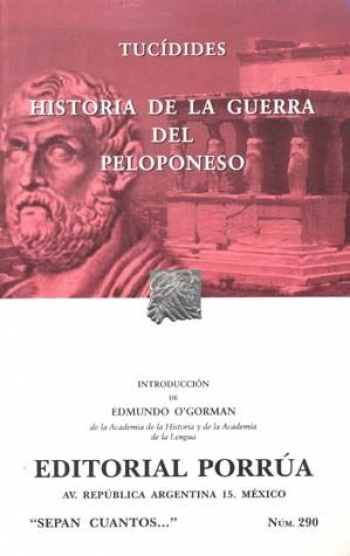 TUCÍDIDES
HISTORIA DE LA GUERRA
DEL
PELOPONESO
INTRODUCCIÓN
DE
EDMUNDO O'GORMAN
de la Academia de la Historia y de la Academia
de la Lengua
EDITORIAL PORRÚA
AV. REPÚBLICA ARGENTINA 15. MÉXICO
"SEPAN CUANTOS..." NÚM. 290